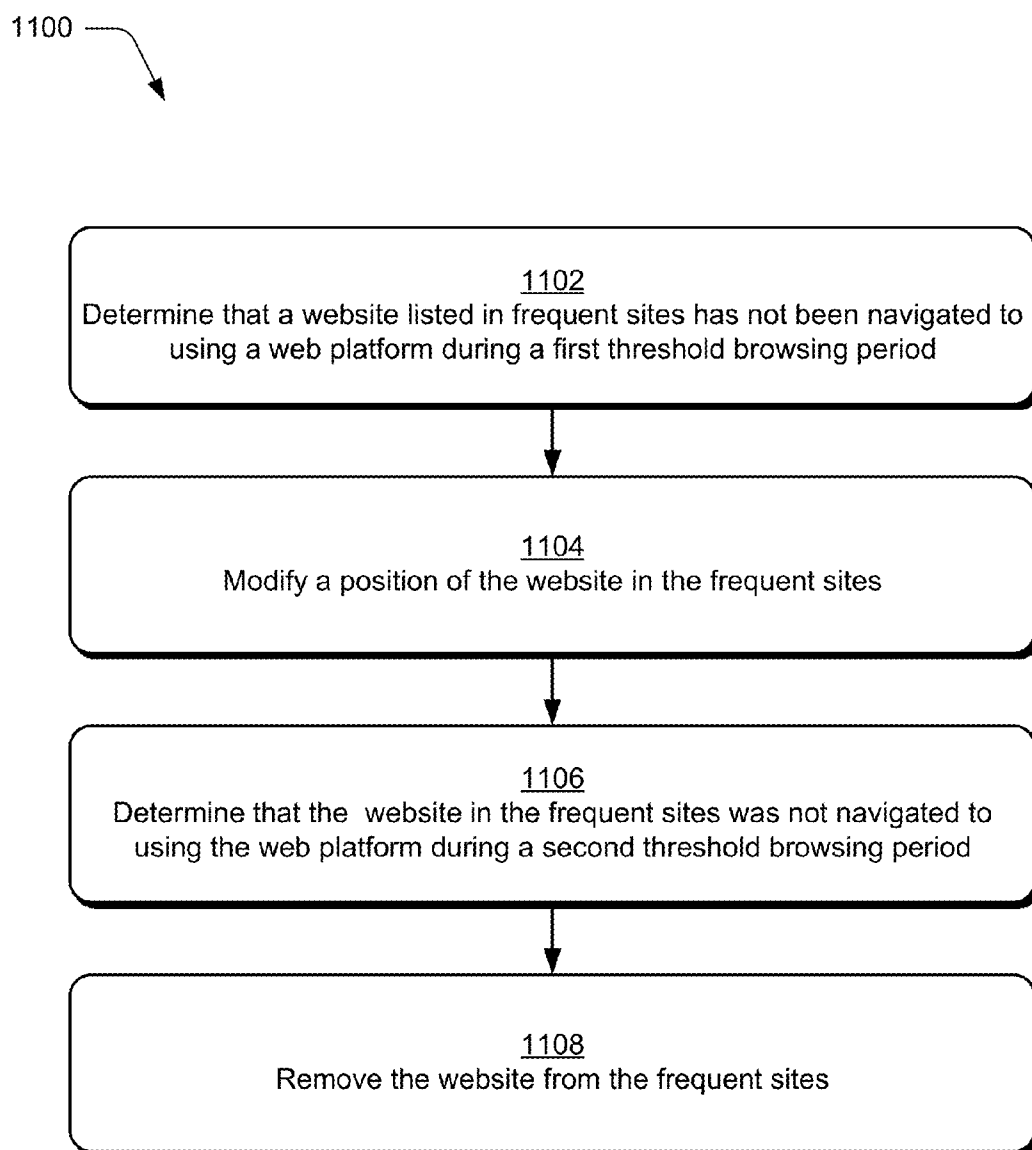 1100
1102
Determine that a website listed in frequent sites has not been navigated to
using a web platform during a first threshold browsing period
1104
Modify a position of the website in the frequent sites
1106
Determine that the website in the frequent sites was not navigated to
using the web platform during a second threshold browsing period
1108
Remove the website from the frequent sites